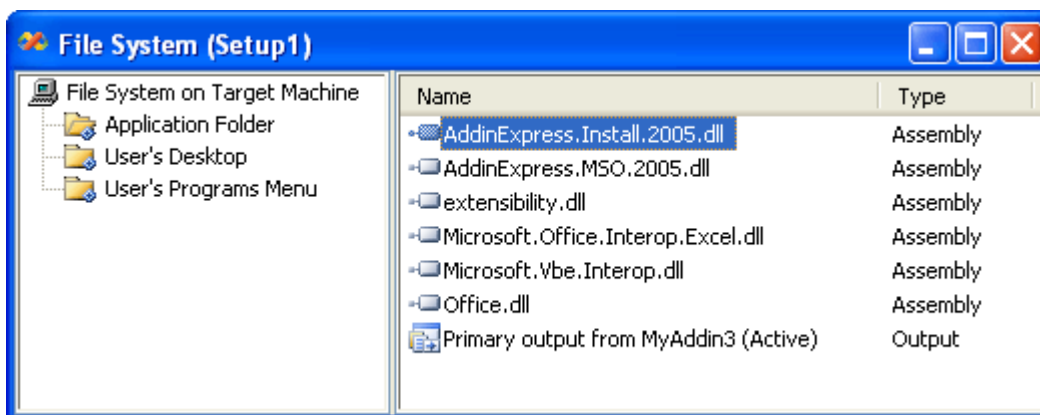 File System (Setup1)
File System on Target Machine
Application Folder
User's Desktop
User's Programs Menu
Name Type
AddinExpress.Install.2005.dll Assembly
AddinExpress.MSO.2005.dll Assembly
extensibility.dll Assembly
Microsoft.Office.Interop.Excel.dll Assembly
Microsoft.Vbe.Interop.dll Assembly
Office.dll Assembly
Primary output from MyAddin3 (Active) Output